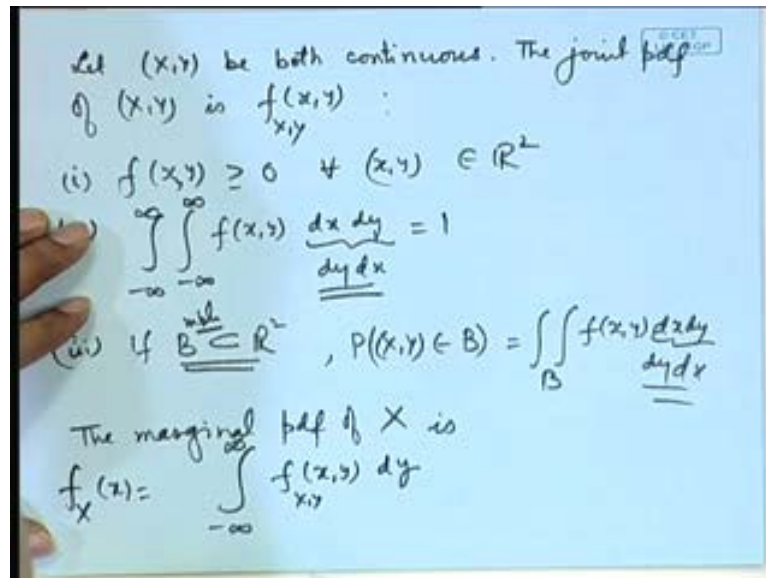 Let (X,Y) be both continuous. The joint pdf
of (X,Y) is f_{X,Y}(x,y) :
(i) f(x,y) ≥ 0 ∀ (x,y) ∈ ℝ²
∫_{-∞}^{∞} ∫_{-∞}^{∞} f(x,y) dx dy = 1
dy dx
(iii) If B ⊂ ℝ² , P((X,Y) ∈ B) = ∫∫_B f(x,y) dx dy
dy dx
The marginal pdf of X is
f_X(x) = ∫_{-∞}^{∞} f_{X,Y}(x,y) dy